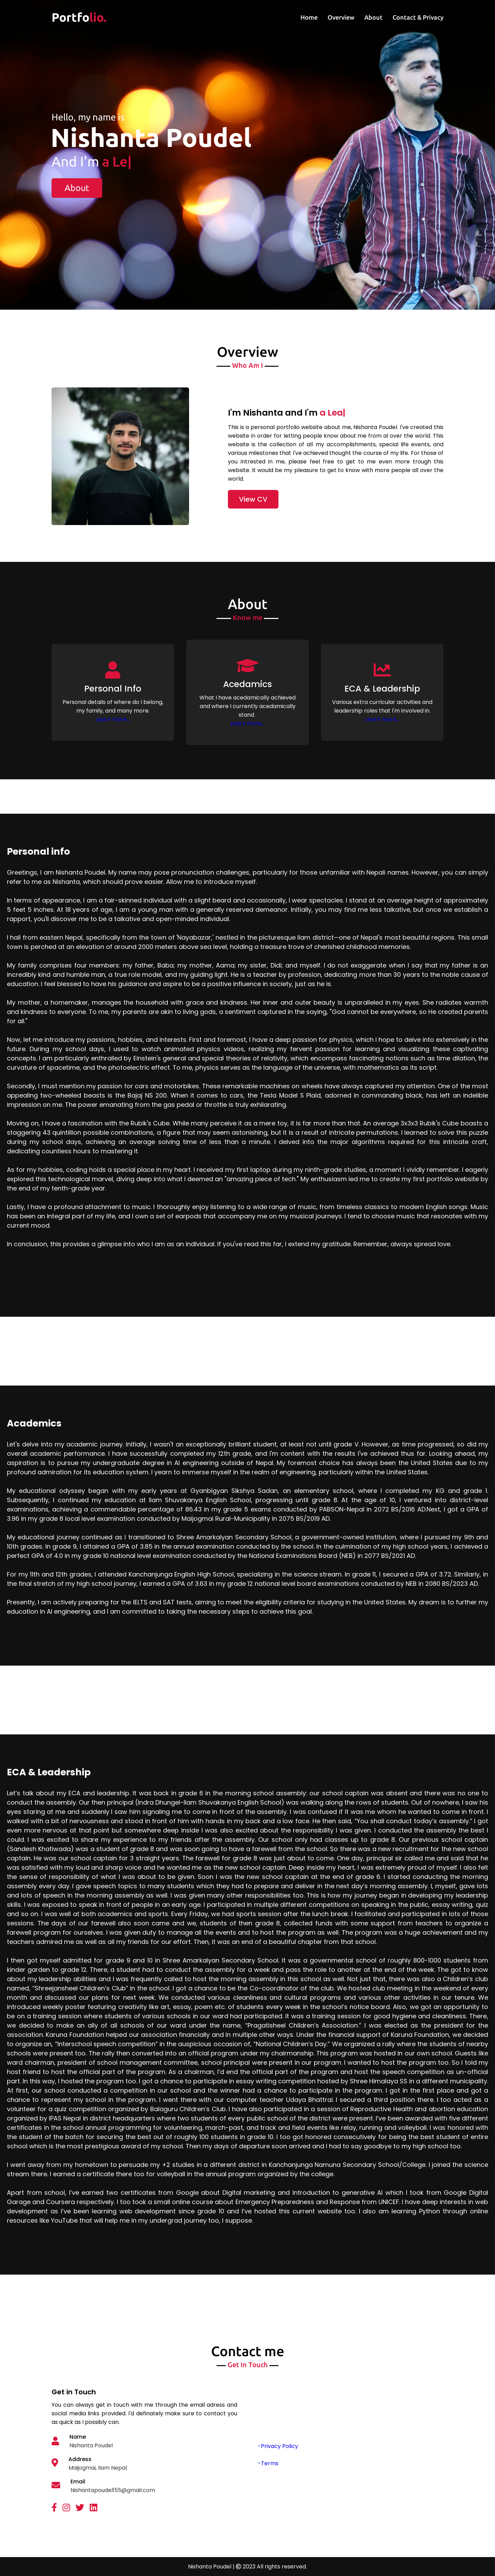 Portfolio.
Home Overview About Contact & Privacy
Hello, my name is
Nishanta Poudel
And I'm a Le|
About
Overview
Who Am I
I'm Nishanta and I'm a Lea|
This is a personal portfolio website about me, Nishanta Poudel. I've created this
website in order for letting people know about me from al over the world. This
website is the collection of all my accomplishments, special life events, and
various milestones that I've achieved thought the course of my life. For those of
you intrested in me, please feel free to get to me even more trough this
website. It would be my pleasure to get to know with more people all over the
world.
View CV
About
Know me
Personal Info
Personal details of where do I beleng,
my family, and many more.
Acedamics
What I have acedamically achieved
and where I currently acedamically
stand .
ECA & Leadership
Various extra curricular activities and
leadership roles that I'm involved in.
Personal info
Greetings, I am Nishanta Poudel. My name may pose pronunciation challenges, particularly for those unfamiliar with Nepali names. However, you can simply
refer to me as Nishanta, which should prove easier. Allow me to introduce myself.
In terms of appearance, I am a fair-skinned individual with a slight beard and occasionally, I wear spectacles. I stand at an average height of approximately
5 feet 5 inches. At 18 years of age, I am a young man with a generally reserved demeanor. Initially, you may find me less talkative, but once we establish a
rapport, you'll discover me to be a talkative and open-minded individual.
I hail from eastern Nepal, specifically from the town of 'Nayabazar,' nestled in the picturesque Ilam district—one of Nepal's most beautiful regions. This small
town is perched at an elevation of around 2000 meters above sea level, holding a treasure trove of cherished childhood memories.
My family comprises four members: my father, Baba; my mother, Aama; my sister, Didi; and myself. I do not exaggerate when I say that my father is an
incredibly kind and humble man, a true role model, and my guiding light. He is a teacher by profession, dedicating more than 30 years to the noble cause of
education. I feel blessed to have his guidance and aspire to be a positive influence in society, just as he is.
My mother, a homemaker, manages the household with grace and kindness. Her inner and outer beauty is unparalleled in my eyes. She radiates warmth
and kindness to everyone. To me, my parents are akin to living gods, a sentiment captured in the saying, "God cannot be everywhere, so He created parents
for all."
Now, let me introduce my passions, hobbies, and interests. First and foremost, I have a deep passion for physics, which I hope to delve into extensively in the
future. During my school days, I used to watch animated physics videos, realizing my fervent passion for learning and visualizing these captivating
concepts. I am particularly enthralled by Einstein's general and special theories of relativity, which encompass fascinating notions such as time dilation, the
curvature of spacetime, and the photoelectric effect. To me, physics serves as the language of the universe, with mathematics as its script.
Secondly, I must mention my passion for cars and motorbikes. These remarkable machines on wheels have always captured my attention. One of the most
appealing two-wheeled beasts is the Bajaj NS 200. When it comes to cars, the Tesla Model S Plaid, adorned in commanding black, has left an indelible
impression on me. The power emanating from the gas pedal or throttle is truly exhilarating.
Moving on, I have a fascination with the Rubik's Cube. While many perceive it as a mere toy, it is far more than that. An average 3x3x3 Rubik's Cube boasts a
staggering 43 quintillion possible combinations, a figure that may seem astonishing, but it is a result of intricate permutations. I learned to solve this puzzle
during my school days, achieving an average solving time of less than a minute. I delved into the major algorithms required for this intricate craft,
dedicating countless hours to mastering it.
As for my hobbies, coding holds a special place in my heart. I received my first laptop during my ninth-grade studies, a moment I vividly remember. I eagerly
explored this technological marvel, diving deep into what I deemed an "amazing piece of tech." My enthusiasm led me to create my first portfolio website by
the end of my tenth-grade year.
Lastly, I have a profound attachment to music. I thoroughly enjoy listening to a wide range of music, from timeless classics to modern English songs. Music
has been an integral part of my life, and I own a set of earpods that accompany me on my musical journeys. I tend to choose music that resonates with my
current mood.
In conclusion, this provides a glimpse into who I am as an individual. If you've read this far, I extend my gratitude. Remember, always spread love.
Academics
Let's delve into my academic journey. Initially, I wasn't an exceptionally brilliant student, at least not until grade V. However, as time progressed, so did my
overall academic performance. I have successfully completed my 12th grade, and I'm content with the results I've achieved thus far. Looking ahead, my
aspiration is to pursue my undergraduate degree in AI engineering outside of Nepal. My foremost choice has always been the United States due to my
profound admiration for its education system. I yearn to immerse myself in the realm of engineering, particularly within the United States.
My educational odyssey began with my early years at Gyanbigyan Sikshya Sadan, an elementary school, where I completed my KG and grade 1.
Subsequently, I continued my education at Ilam Shuvakanya English School, progressing until grade 8. At the age of 10, I ventured into district-level
examinations, achieving a commendable percentage of 86.43 in my grade 5 exams conducted by PABSON-Nepal in 2072 BS/2016 AD.Next, I got a GPA of
3.96 in my grade 8 local level examination conducted by Maijogmai Rural-Municipality in 2075 BS/2019 AD.
My educational journey continued as I transitioned to Shree Amarkalyan Secondary School, a government-owned institution, where I pursued my 9th and
10th grades. In grade 9, I attained a GPA of 3.85 in the annual examination conducted by the school. In the culmination of my high school years, I achieved a
perfect GPA of 4.0 in my grade 10 national level examination conducted by the National Examinations Board (NEB) in 2077 BS/2021 AD.
For my 11th and 12th grades, I attended Kanchanjunga English High School, specializing in the science stream. In grade 11, I secured a GPA of 3.72. Similarly, in
the final stretch of my high school journey, I earned a GPA of 3.63 in my grade 12 national level board examinations conducted by NEB in 2080 BS/2023 AD.
Presently, I am actively preparing for the IELTS and SAT tests, aiming to meet the eligibility criteria for studying in the United States. My dream is to further my
education in AI engineering, and I am committed to taking the necessary steps to achieve this goal.
ECA & Leadership
Let's talk about my ECA and leadership. It was back in grade 6 in the morning school assembly: our school captain was absent and there was no one to
conduct the assembly. Our then principal (Indra Dhungel-Ilam Shuvakanya English School) was walking along the rows of students. Out of nowhere, I saw his
eyes staring at me and suddenly I saw him signaling me to come in front of the assembly. I was confused if it was me whom he wanted to come in front. I
walked with a bit of nervousness and stood in front of him with hands in my back and a low face. He then said, "You shall conduct today's assembly." I got
even more nervous at that point but somewhere deep inside I was also excited about the responsibility I was given. I conducted the assembly the best I
could. I was excited to share my experience to my friends after the assembly. Our school only had classes up to grade 8. Our previous school captain
(Sandesh Khatiwada) was a student of grade 8 and was soon going to have a farewell from the school. So there was a new recruitment for the new school
captain. He was our school captain for 3 straight years. The farewell for grade 8 was just about to come. One day, principal sir called me and said that he
was satisfied with my loud and sharp voice and he wanted me as the new school captain. Deep inside my heart, I was extremely proud of myself. I also felt
the sense of responsibility of what I was about to be given. Soon I was the new school captain at the end of grade 6. I started conducting the morning
assembly every day. I gave speech topics to many students which they had to prepare and deliver in the next day's morning assembly. I, myself, gave lots
and lots of speech in the morning assembly as well. I was given many other responsibilities too. This is how my journey began in developing my leadership
skills. I was exposed to speak in front of people in an early age. I participated in multiple different competitions on speaking in the public, essay writing, quiz
and so on. I was at both academics and sports. Every Friday, we had sports session after the lunch break. I facilitated and participated in lots of in-school
sessions. The days of our farewell also soon came and we, students of then grade 8, collected funds with some support from teachers to organize a
farewell program for ourselves. I was given duty to manage all the events and to host the program as well. The program was a huge achievement and my
teachers admired me as well as all my friends for our effort. Then, it was an end of a beautiful chapter from that school.
I then got myself admitted for grade 9 and 10 in Shree Amarkalyan Secondary School. It was a governmental school of roughly 800-1000 students from
kinder garden to grade 12. There, a student had to conduct the assembly for a week and pass the role to another at the end of the week. I got to know
about my leadership abilities and I was frequently called to host the morning assembly in this school as well. Not just that, there was also a Children's club
named, "Shreejansheel Children's Club" in the school. I got a chance to be the Co-coordinator of the club. We hosted club meeting in the weekend of every
month and discussed our plans for next week. We conducted various cleanliness and cultural programs and various other activities in our tenure. We
introduced weekly poster featuring creativity like art, essay, poem etc. of students every week in the school's notice board. Also, we got an opportunity to
be on a training session where students of various schools in our ward had participated. It was a training session for good hygiene and cleanliness. There,
we decided to make an ally of all schools of our ward under the name, "Pragatisheel Children's Association." I was elected as the president for the
association. Karuna Foundation helped our association financially and in multiple other ways. Under the financial support of Karuna Foundation, we decided
to organize an, "Interschool speech competition" in the auspicious occasion of, "National Children's Day." We organized a rally where the students of nearby
schools were present too. The rally then converted into an official program under my chairmanship. This program was hosted in our own school. Guests like
ward chairman, president of school management committee, school principal were present in our program. I wanted to host the program too. So I told my
host friend to host the official part of the program. As a chairman, I'd end the official part of the program and host the speech competition as un-official
part. In this way, I hosted the program too. I got a chance to participate in essay writing competition hosted by Shree Himalaya SS in a different municipality.
At first, our school conducted a competition in our school and the winner had a chance to participate in the program. I got in the first place and got a
chance to represent my school in the program. I went there with our computer teacher Udaya Bhattrai. I secured a third position there. I too acted as a
volunteer for a quiz competition organized by Balaguru Children's Club. I have also participated in a session of Reproductive Health and abortion education
organized by IPAS Nepal in district headquarters where two students of every public school of the district were present. I've been awarded with five different
certificates in the school annual programming for volunteering, march-past, and track and field events like relay, running and volleyball. I was honored with
the student of the batch for securing the best out of roughly 100 students in grade 10. I too got honored consecutively for being the best student of entire
school which is the most prestigious award of my school. Then my days of departure soon arrived and I had to say goodbye to my high school too.
I went away from my hometown to persuade my +2 studies in a different district in Kanchanjunga Namuna Secondary School/College. I joined the science
stream there. I earned a certificate there too for volleyball in the annual program organized by the college.
Apart from school, I've earned two certificates from Google about Digital marketing and Introduction to generative AI which I took from Google Digital
Garage and Coursera respectively. I too took a small online course about Emergency Preparedness and Response from UNICEF. I have deep interests in web
development as I've been learning web development since grade 10 and I've hosted this current website too. I also am learning Python through online
resources like YouTube that will help me in my undergrad journey too, I suppose.
Contact me
Get In Touch
Get in Touch
You can always get in touch with me through the email adress and
social media links provided. I'd definately make sure to contact you
as quick as I possibly can.
Name
Nishanta Poudel
Address
Maijogmai, Ilam Nepal
Email
Nishantapoudel155@gmail.com
-Privacy Policy
-Terms
Nishanta Poudel | © 2023 All rights reserved.